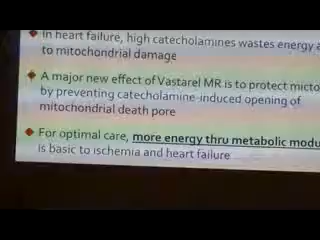 In heart failure, high catecholamines wastes energy
to mitochondrial damage
A major new effect of Vastarel MR is to protect mitoc
by preventing catecholamine-induced opening of
mitochondrial death pore
For optimal care, more energy thru metabolic modu
is basic to ischemia and heart failure